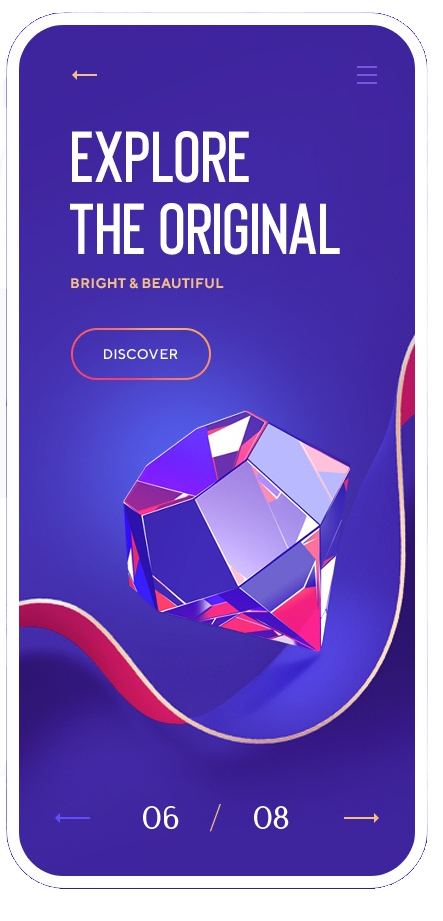 EXPLORE
THE ORIGINAL
BRIGHT & BEAUTIFUL
DISCOVER
06 / 08